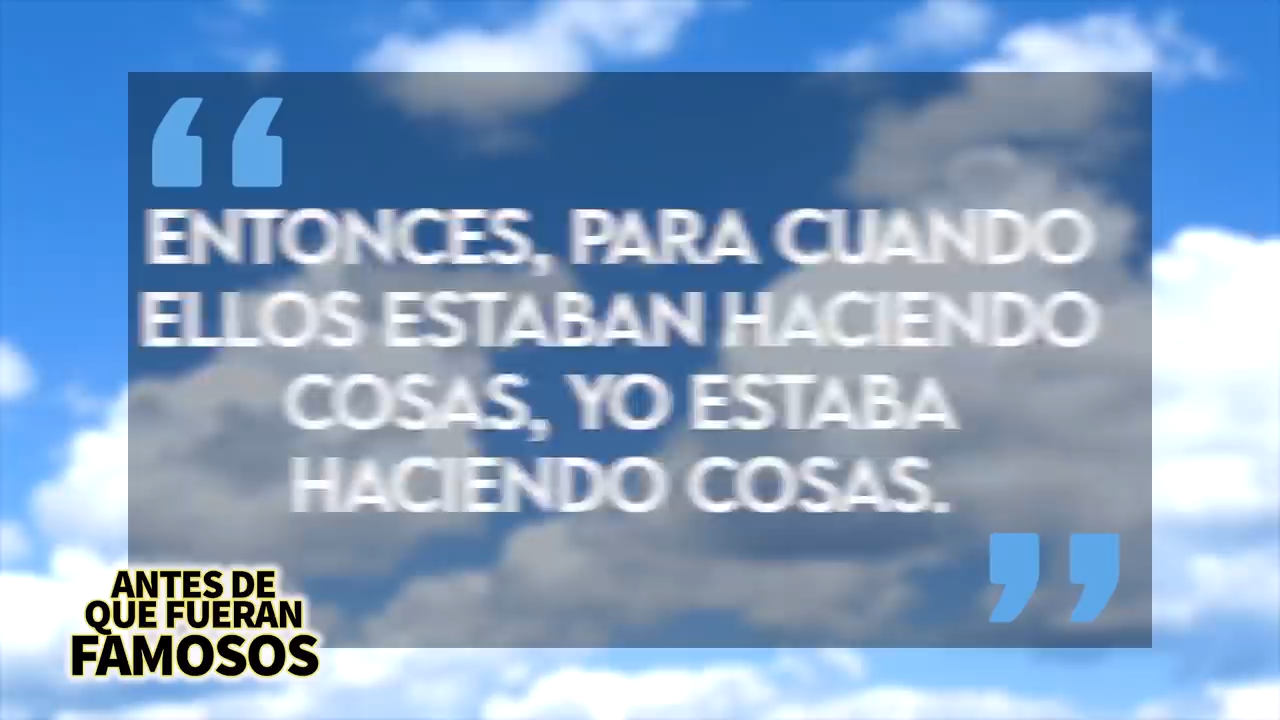 ENTONCES, PARA CUANDO
ELLOS ESTABAN HACIENDO
COSAS, YO ESTABA
HACIENDO COSAS.
ANTES DE
QUE FUERAN
FAMOSOS